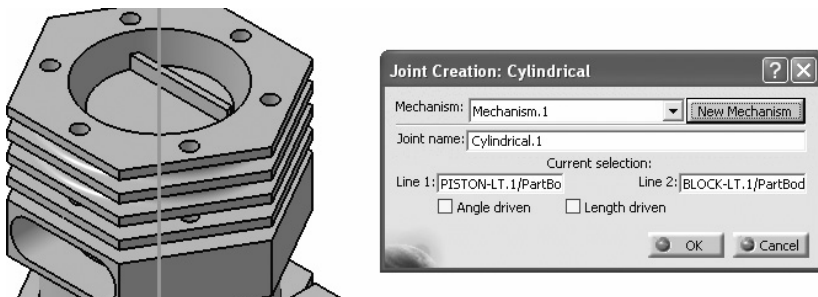 Joint Creation: Cylindrical
Mechanism: Mechanism.1 New Mechanism
Joint name: Cylindrical.1
Current selection:
Line 1: PISTON-LT.1/PartBo Line 2: BLOCK-LT.1/PartBod
Angle driven Length driven
OK Cancel